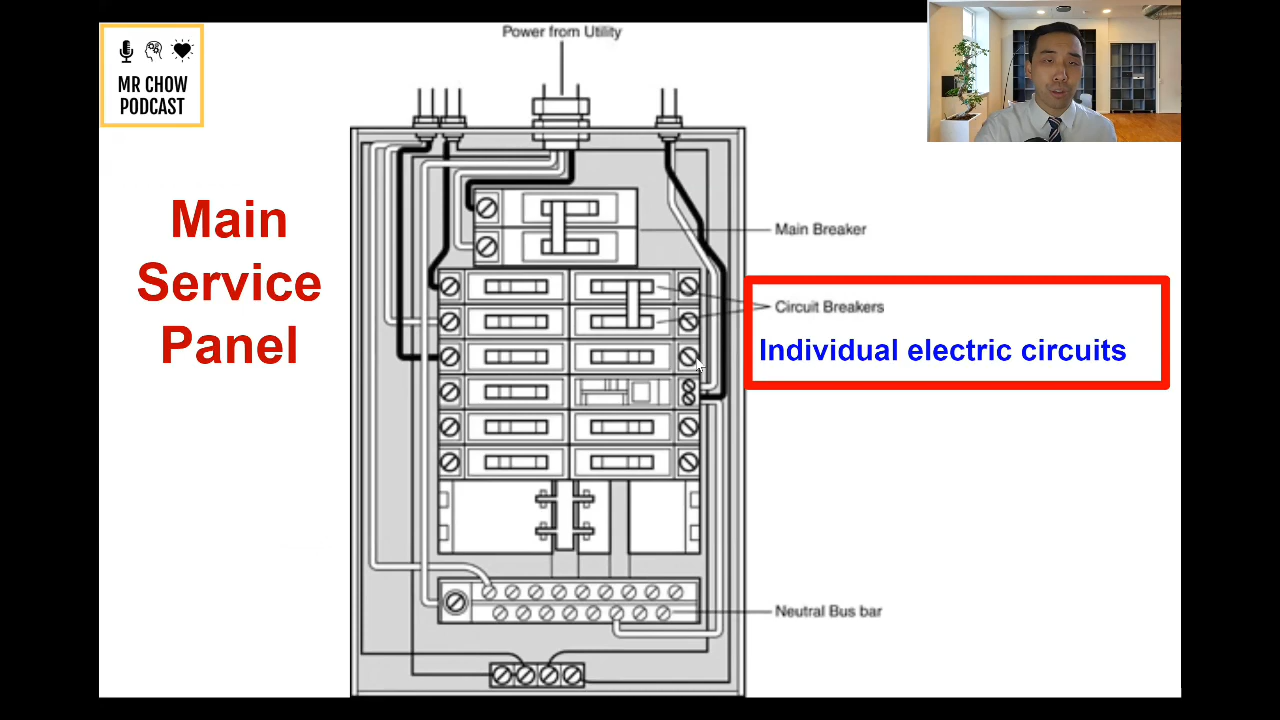 Power from Utility
MR CHOW
PODCAST
Main
Service
Panel
Main Breaker
Circuit Breakers
Individual electric circuits
Neutral Bus bar